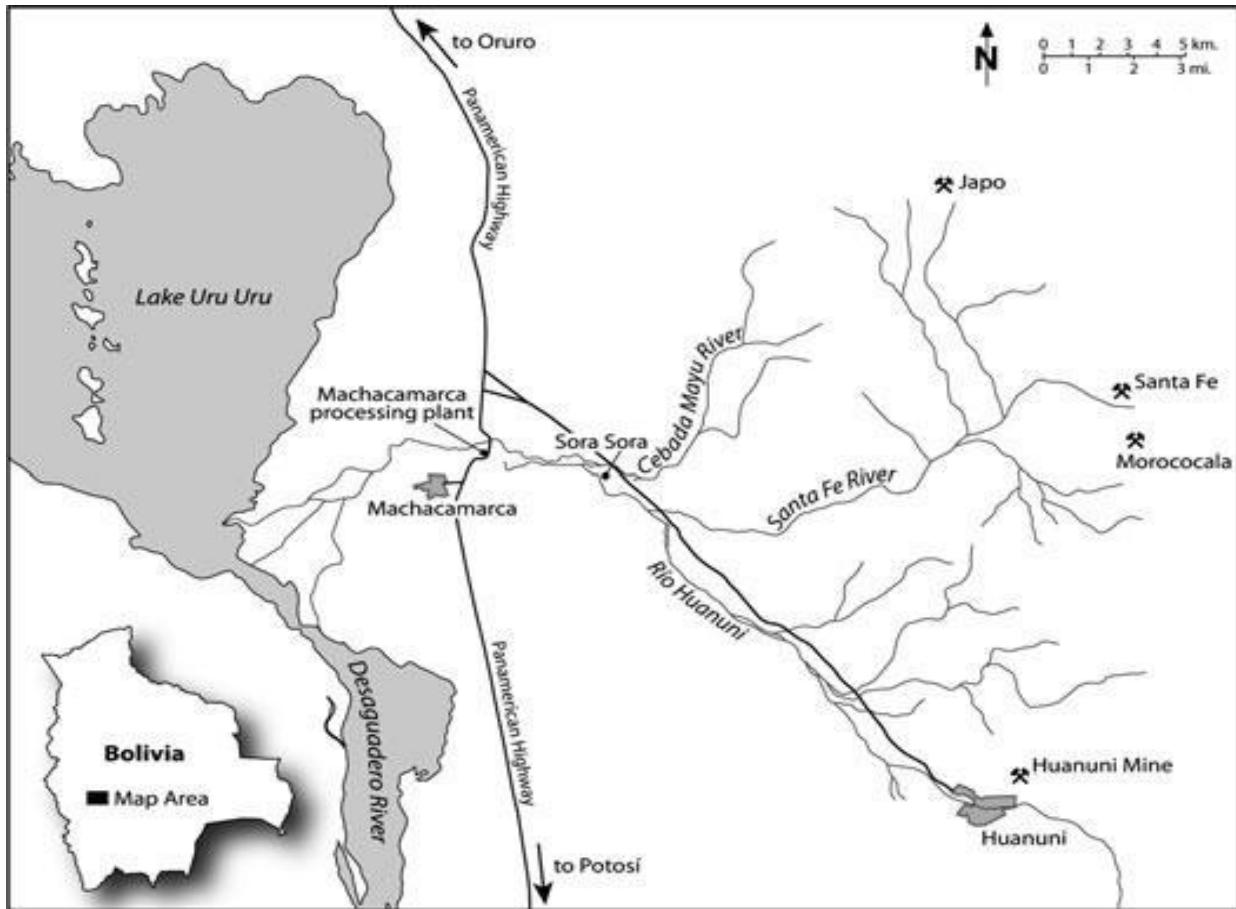 to Oruro
N
0 1 2 3 4 5 km.
0 1 2 3 mi.
Panamerican Highway
Japo
Lake Uru Uru
Santa Fe
Morococala
Machacamarca
processing plant
Sora Sora
Cebada Mayu River
Santa Fe River
Machacamarca
Río Huanuni
Panamerican Highway
Desaguadero River
Bolivia
Map Area
Huanuni Mine
Huanuni
to Potosí